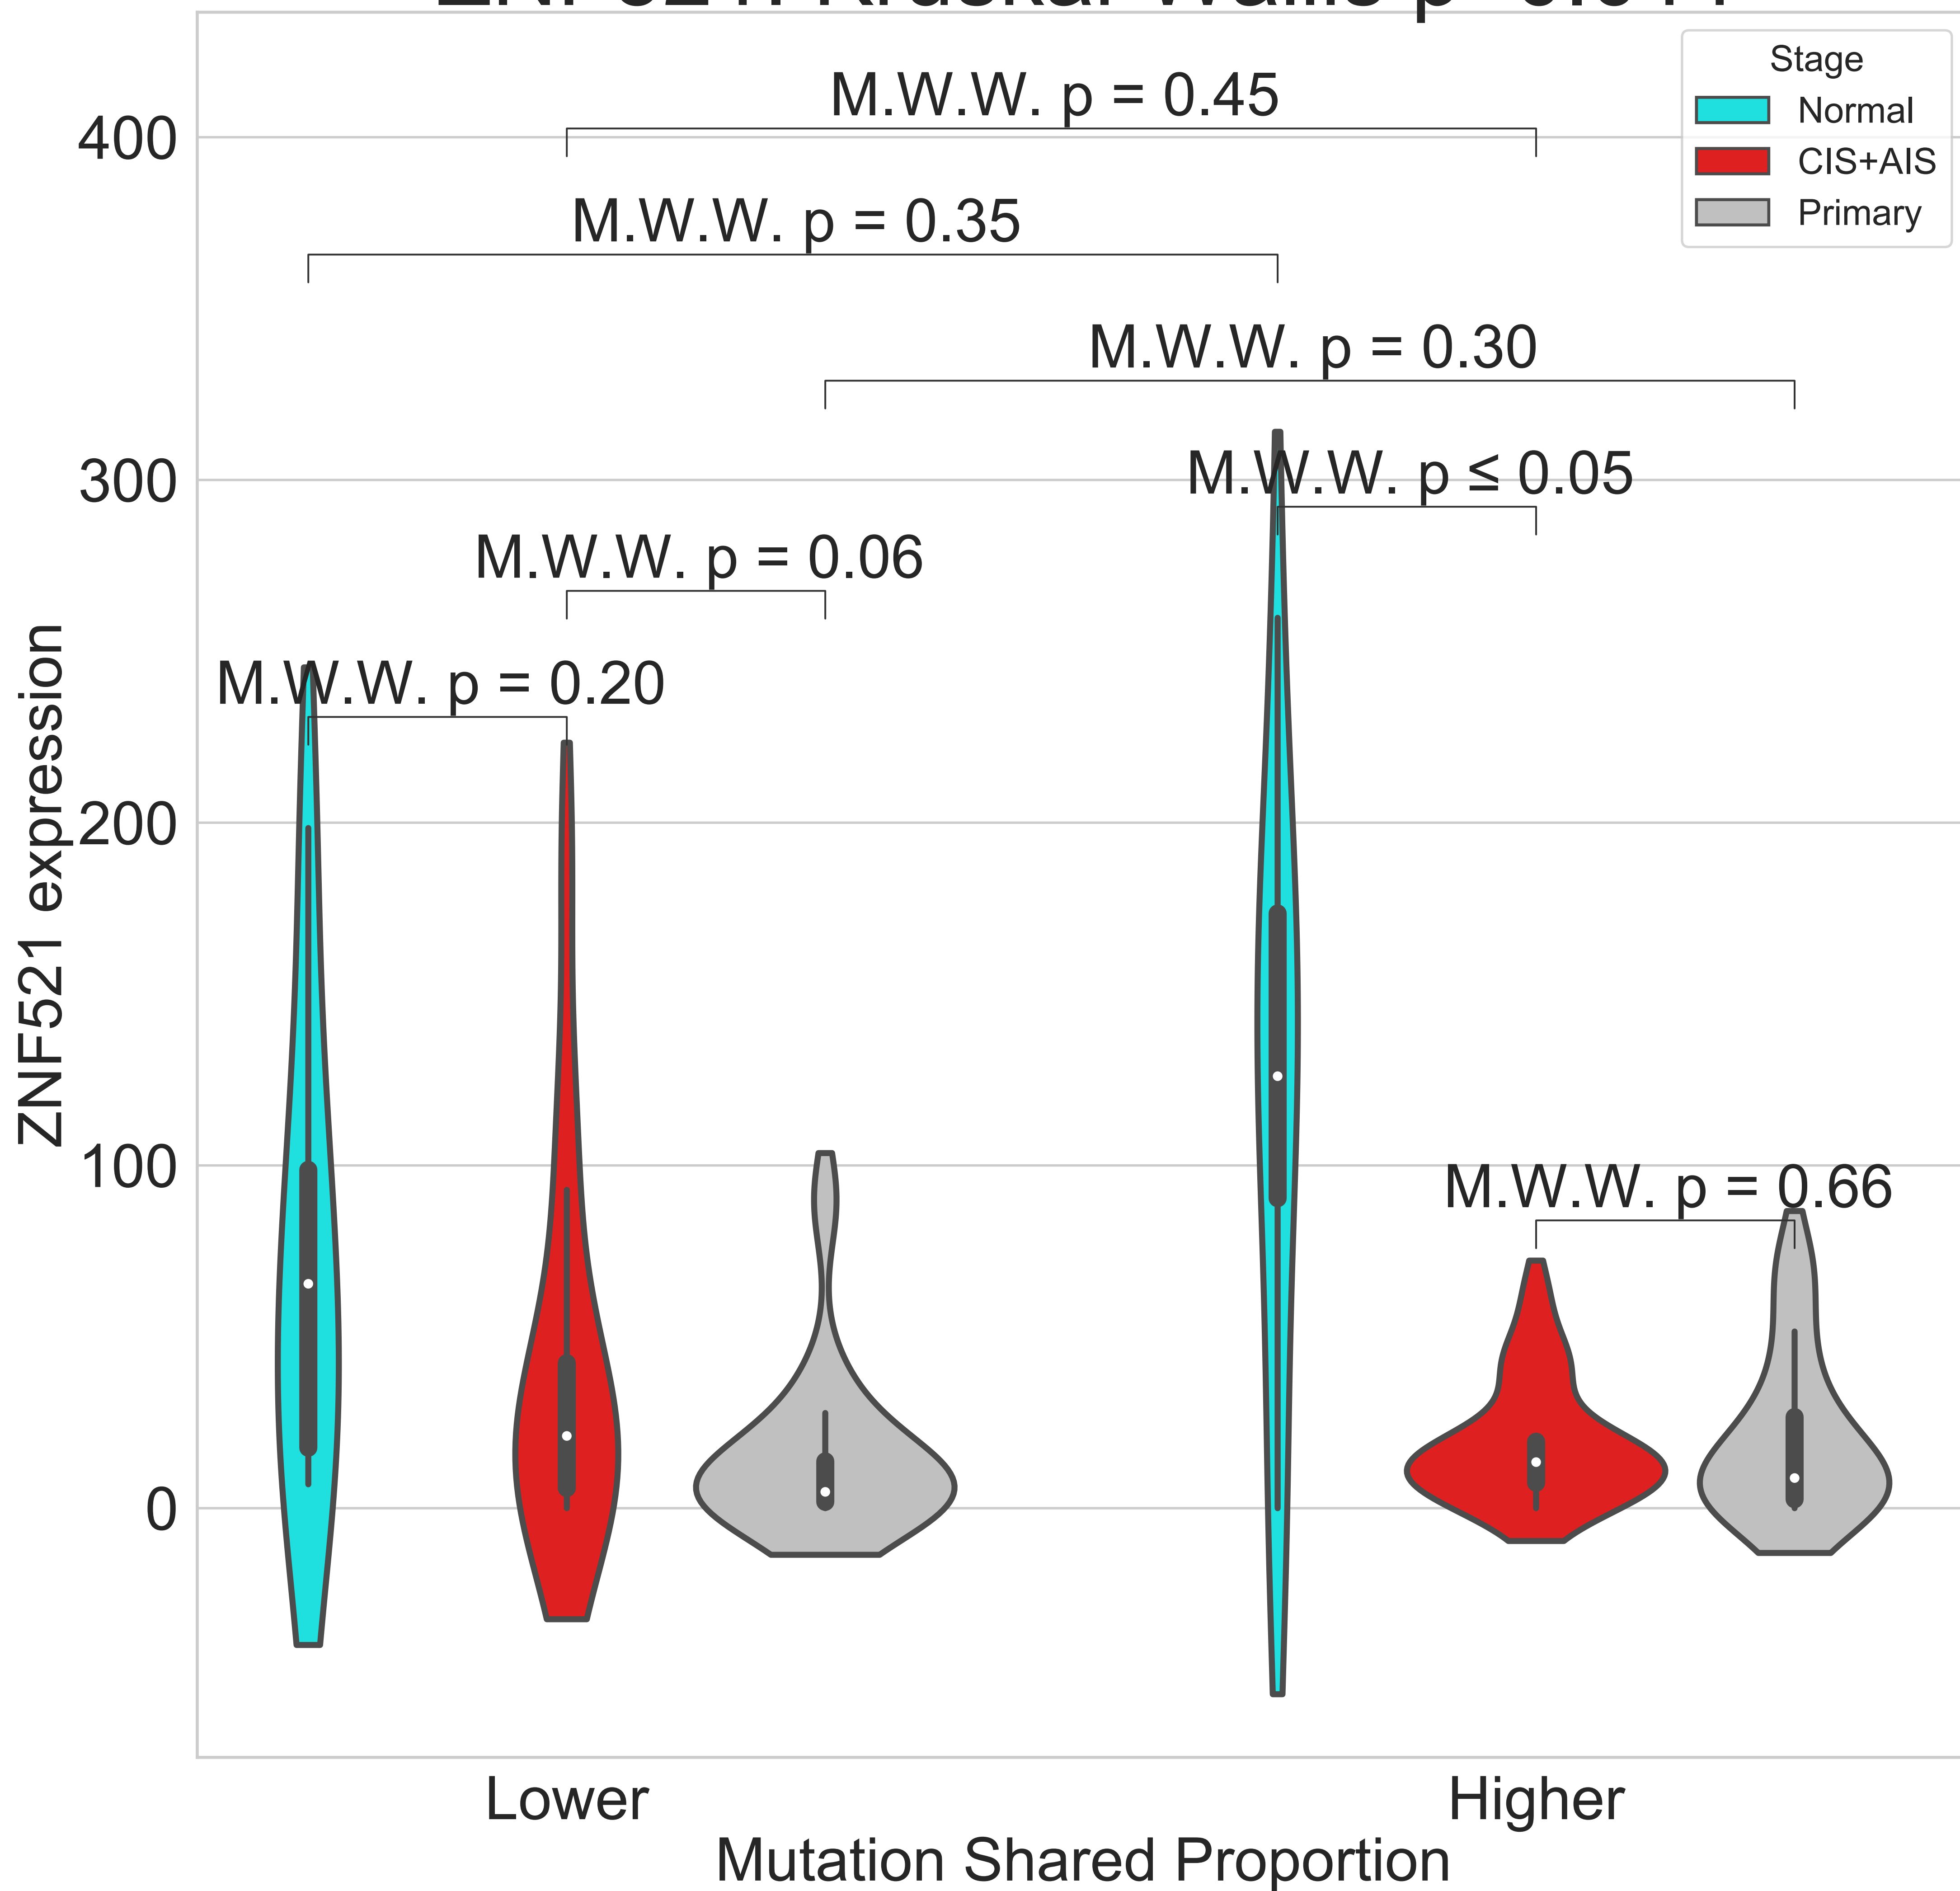 Stage
Normal
CIS+AIS
Primary
M.W.W. p = 0.45
M.W.W. p = 0.35
M.W.W. p = 0.30
M.W.W. p ≤ 0.05
M.W.W. p = 0.06
M.W.W. p = 0.20
M.W.W. p = 0.66
ZNF521 expression
400
300
200
100
0
Lower
Higher
Mutation Shared Proportion